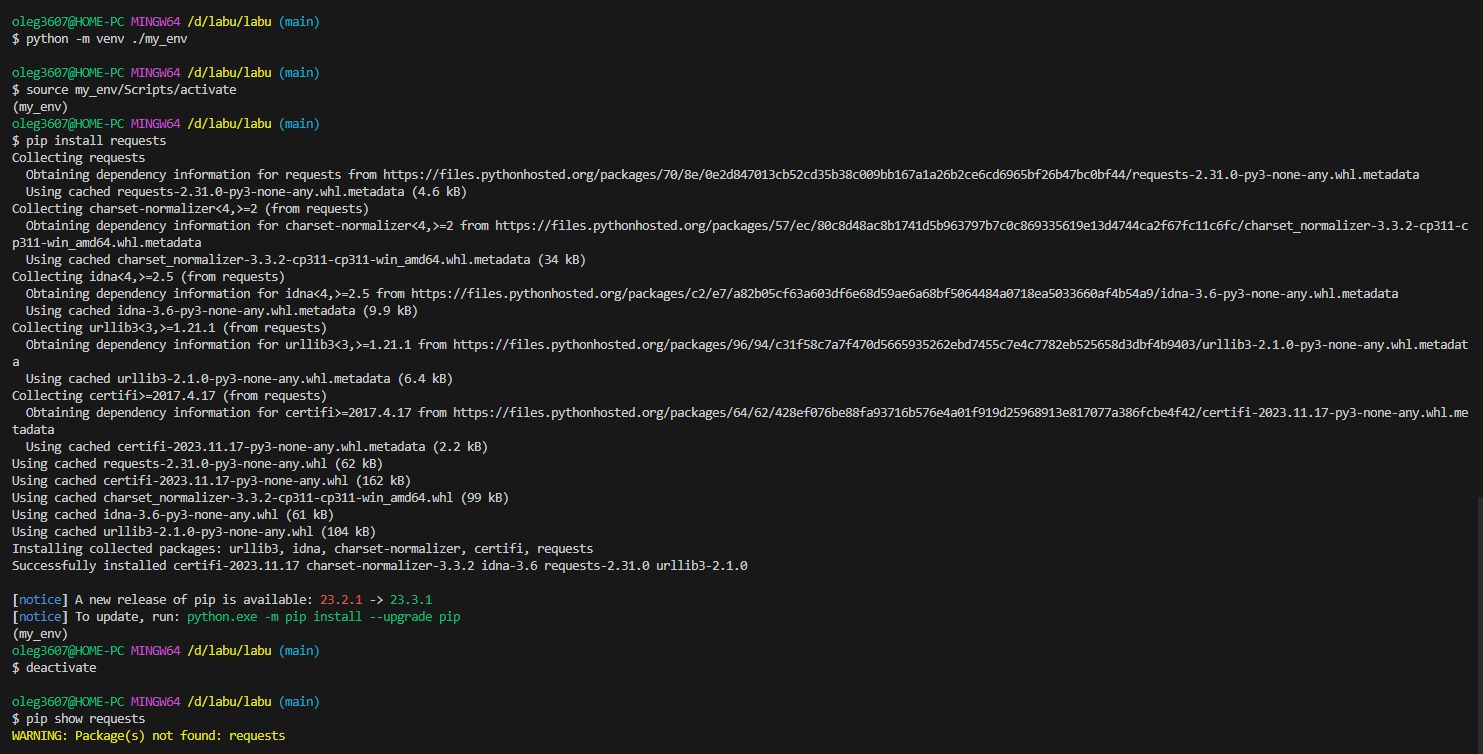 oleg3607@HOME-PC MINGW64 /d/labu/labu (main)
$ python -m venv ./my_env
oleg3607@HOME-PC MINGW64 /d/labu/labu (main)
$ source my_env/Scripts/activate
(my_env)
oleg3607@HOME-PC MINGW64 /d/labu/labu (main)
$ pip install requests
Collecting requests
  Obtaining dependency information for requests from https://files.pythonhosted.org/packages/70/8e/0e2d847013cb52cd35b38c009bb167a1a26b2ce6cd6965bf26b47bc0bf44/requests-2.31.0-py3-none-any.whl.metadata
  Using cached requests-2.31.0-py3-none-any.whl.metadata (4.6 kB)
Collecting charset-normalizer<4,>=2 (from requests)
  Obtaining dependency information for charset-normalizer<4,>=2 from https://files.pythonhosted.org/packages/57/ec/80c8d48ac8b1741d5b963797b7c0c869335619e13d4744ca2f67fc11c6fc/charset_normalizer-3.3.2-cp311-c
p311-win_amd64.whl.metadata
  Using cached charset_normalizer-3.3.2-cp311-cp311-win_amd64.whl.metadata (34 kB)
Collecting idna<4,>=2.5 (from requests)
  Obtaining dependency information for idna<4,>=2.5 from https://files.pythonhosted.org/packages/c2/e7/a82b05cf63a603df6e68d59ae6a68bf5064484a0718ea5033660af4b54a9/idna-3.6-py3-none-any.whl.metadata
  Using cached idna-3.6-py3-none-any.whl.metadata (9.9 kB)
Collecting urllib3<3,>=1.21.1 (from requests)
  Obtaining dependency information for urllib3<3,>=1.21.1 from https://files.pythonhosted.org/packages/96/94/c31f58c7a7f470d5665935262ebd7455c7e4c7782eb525658d3dbf4b9403/urllib3-2.1.0-py3-none-any.whl.metadat
a
  Using cached urllib3-2.1.0-py3-none-any.whl.metadata (6.4 kB)
Collecting certifi>=2017.4.17 (from requests)
  Obtaining dependency information for certifi>=2017.4.17 from https://files.pythonhosted.org/packages/64/62/428ef076be88fa93716b576e4a01f919d25968913e817077a386fcbe4f42/certifi-2023.11.17-py3-none-any.whl.me
tadata
  Using cached certifi-2023.11.17-py3-none-any.whl.metadata (2.2 kB)
Using cached requests-2.31.0-py3-none-any.whl (62 kB)
Using cached certifi-2023.11.17-py3-none-any.whl (162 kB)
Using cached charset_normalizer-3.3.2-cp311-cp311-win_amd64.whl (99 kB)
Using cached idna-3.6-py3-none-any.whl (61 kB)
Using cached urllib3-2.1.0-py3-none-any.whl (104 kB)
Installing collected packages: urllib3, idna, charset-normalizer, certifi, requests
Successfully installed certifi-2023.11.17 charset-normalizer-3.3.2 idna-3.6 requests-2.31.0 urllib3-2.1.0
[notice] A new release of pip is available: 23.2.1 -> 23.3.1
[notice] To update, run: python.exe -m pip install --upgrade pip
(my_env)
oleg3607@HOME-PC MINGW64 /d/labu/labu (main)
$ deactivate
oleg3607@HOME-PC MINGW64 /d/labu/labu (main)
$ pip show requests
WARNING: Package(s) not found: requests